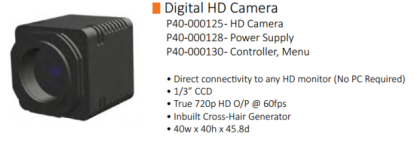 Digital HD Camera
P40-000125- HD Camera
P40-000128- Power Supply
P40-000130- Controller, Menu
• Direct connectivity to any HD monitor (No PC Required)
• 1/3" CCD
• True 720p HD O/P @ 60fps
• Inbuilt Cross-Hair Generator
• 40w x 40h x 45.8d